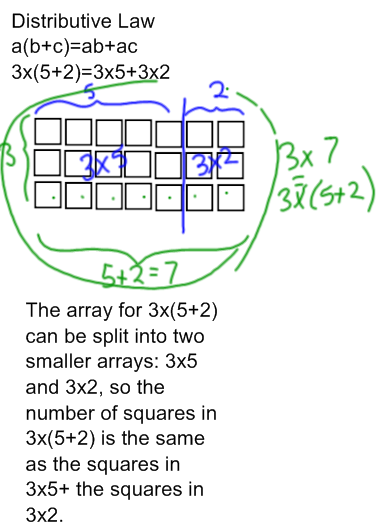 Distributive Law
a(b+c)=ab+ac
3x(5+2)=3x5+3x2
5 2
3 3x5 3x2
3x7
=
3x(5+2)
5+2=7
The array for 3x(5+2)
can be split into two
smaller arrays: 3x5
and 3x2, so the
number of squares in
3x(5+2) is the same
as the squares in
3x5+ the squares in
3x2.